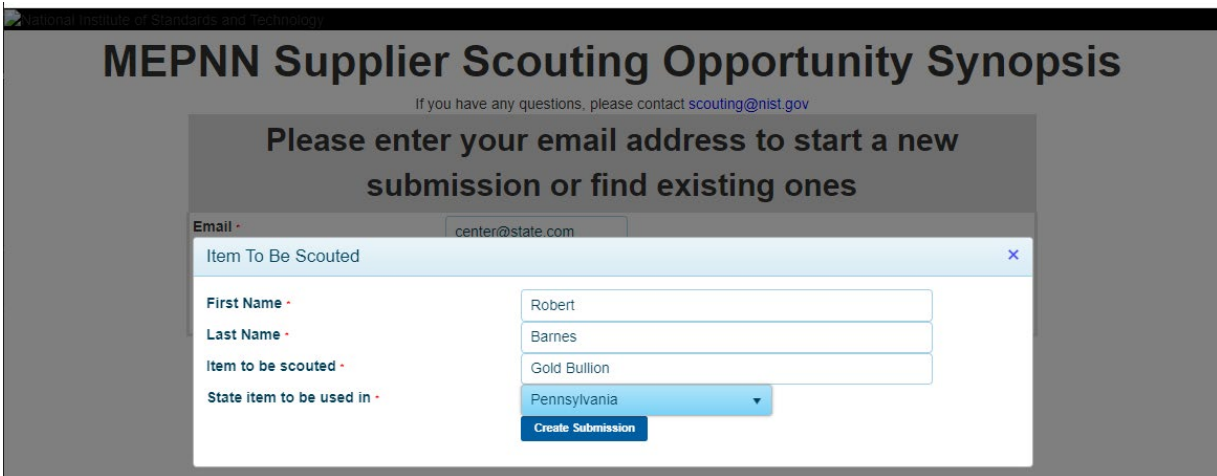 National Institute of Standards and Technology
MEPNN Supplier Scouting Opportunity Synopsis
If you have any questions, please contact scouting@nist.gov
Please enter your email address to start a new
submission or find existing ones
Email *
center@state.com
Item To Be Scouted ×
First Name * Robert
Last Name * Barnes
Item to be scouted * Gold Bullion
State item to be used in * Pennsylvania
Create Submission